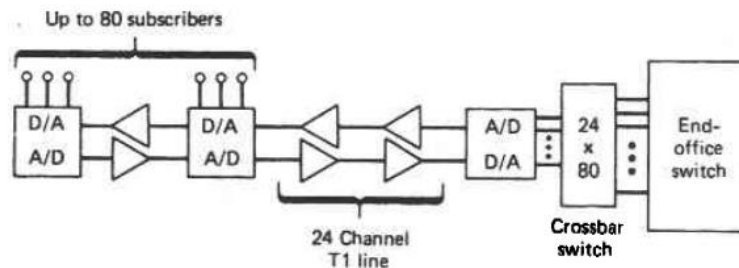 Up to 80 subscribers
D/A
A/D
D/A
A/D
A/D
D/A
24
x
80
End-
office
switch
24 Channel
T1 line
Crossbar
switch